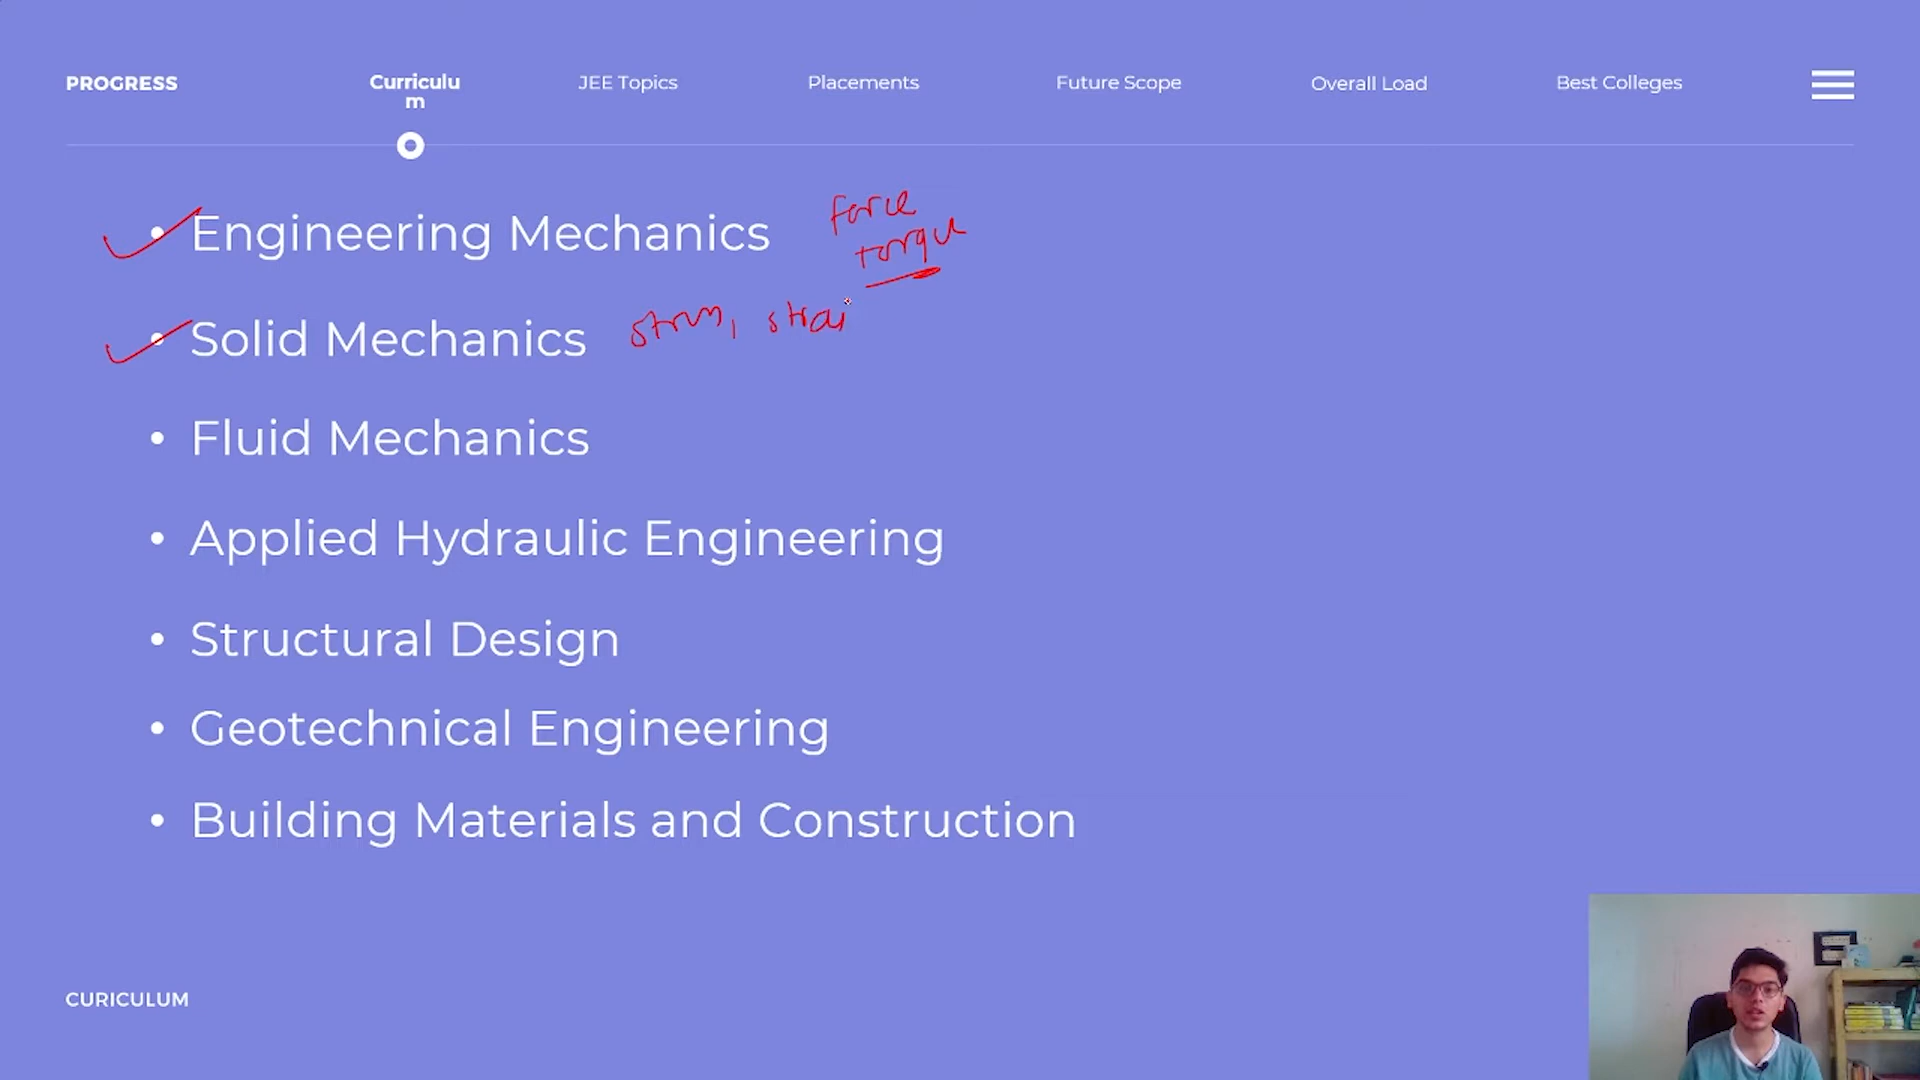 PROGRESS
Curriculu
m
JEE Topics
Placements
Future Scope
Overall Load
Best Colleges
• Engineering Mechanics
force
torque
• Solid Mechanics
strai
• Fluid Mechanics
• Applied Hydraulic Engineering
• Structural Design
• Geotechnical Engineering
• Building Materials and Construction
CURICULUM